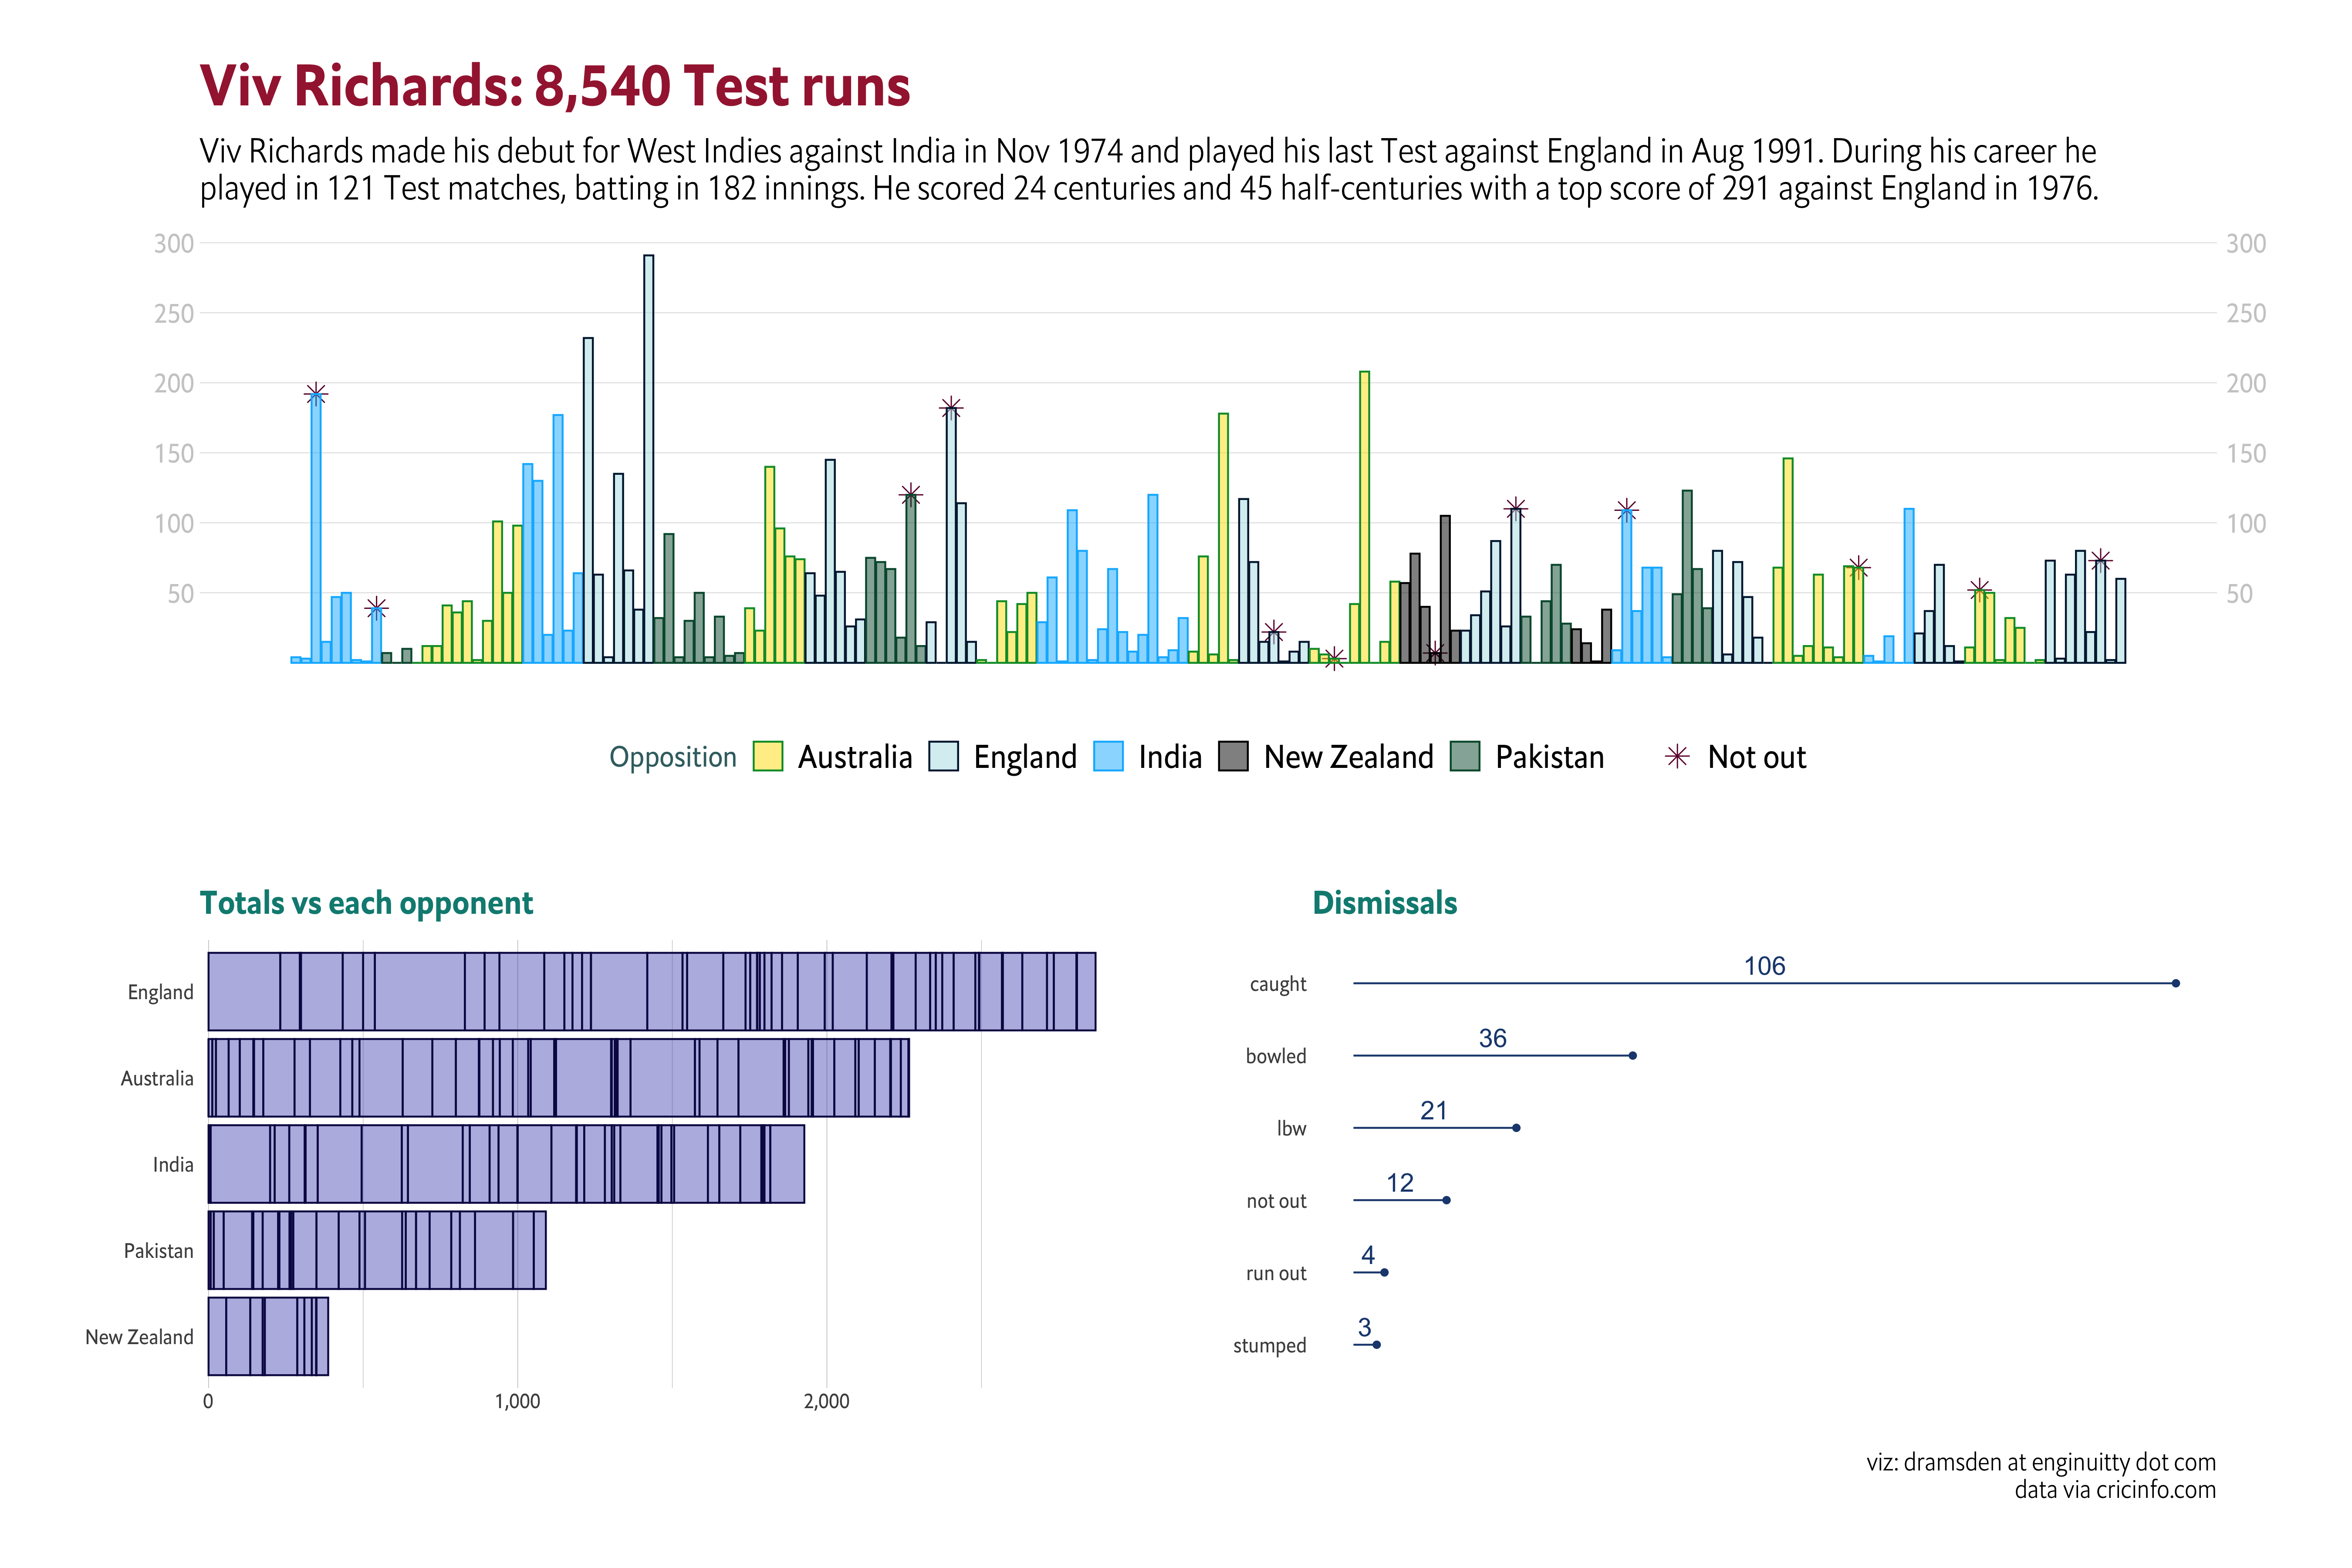 Viv Richards: 8,540 Test runs
Viv Richards made his debut for West Indies against India in Nov 1974 and played his last Test against England in Aug 1991. During his career he
played in 121 Test matches, batting in 182 innings. He scored 24 centuries and 45 half-centuries with a top score of 291 against England in 1976.
300 300
250 250
200 200
150 150
100 100
50 50
Opposition Australia England India New Zealand Pakistan Not out
Totals vs each opponent
England
Australia
India
Pakistan
New Zealand
0 1,000 2,000
Dismissals
caught 106
bowled 36
lbw 21
not out 12
run out 4
stumped 3
viz: dramsden at enginuitty dot com
data via cricinfo.com